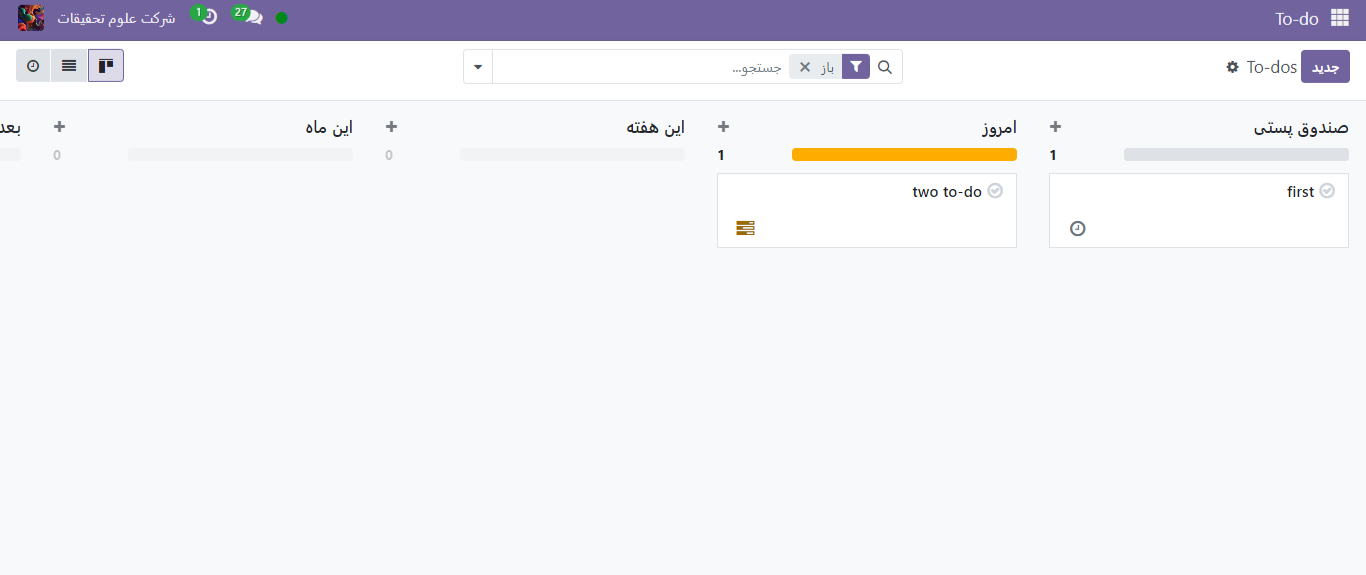 To-do 27 1 شرکت علوم تحقیقات
جدید To-dos باز جستجو...
صندوق پستی
1
first
امروز
1
two to-do
این هفته
0
این ماه
0
بعد